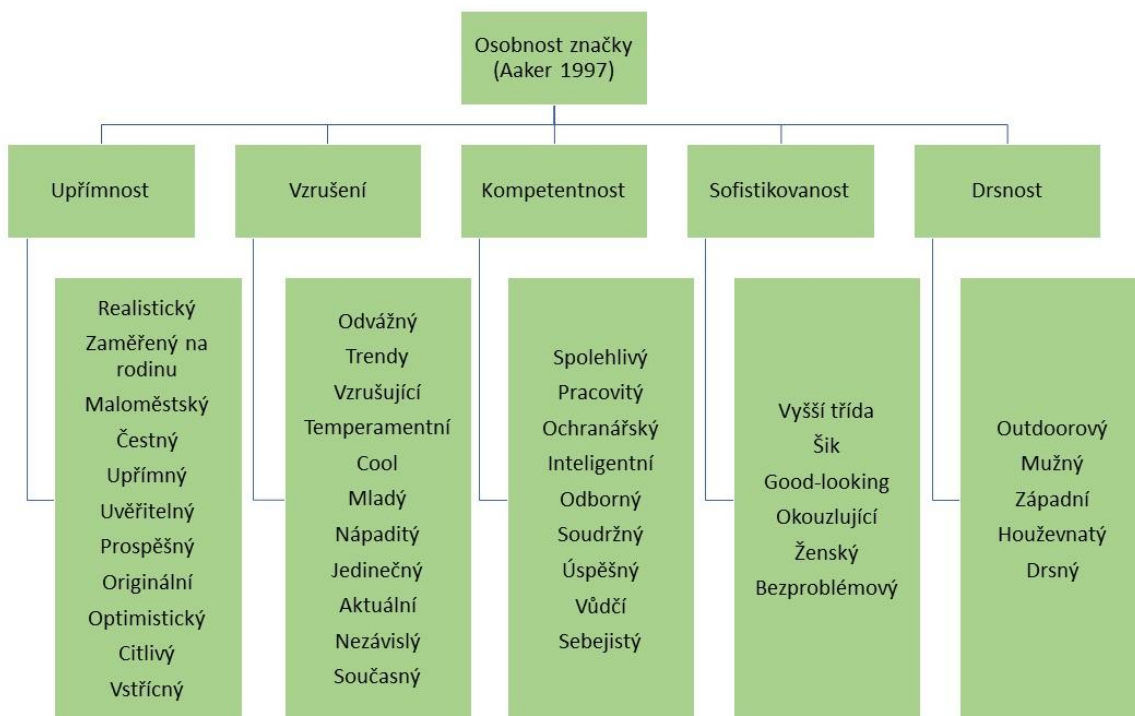 Osobnost značky
(Aaker 1997)
Upřímnost
Vzrušení
Kompetentnost
Sofistikovanost
Drsnost
Realistický
Zaměřený na
rodinu
Maloměstský
Čestný
Upřímný
Uvěřitelný
Prospěšný
Originální
Optimistický
Citlivý
Vstřícný
Odvážný
Trendy
Vzrušující
Temperamentní
Cool
Mladý
Nápaditý
Jedinečný
Aktuální
Nezávislý
Současný
Spolehlivý
Pracovitý
Ochranářský
Inteligentní
Odborný
Soudržný
Úspěšný
Vůdčí
Sebejistý
Vyšší třída
Šik
Good-looking
Okouzlující
Ženský
Bezproblémový
Outdoorový
Mužný
Západní
Houževnatý
Drsný